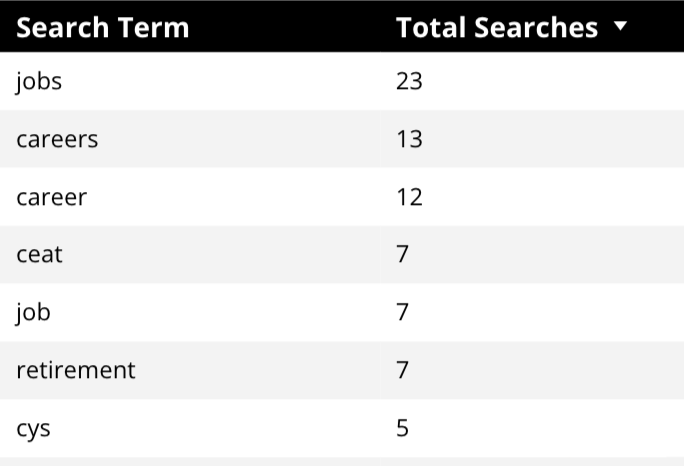 Search Term Total Searches ▼
jobs 23
careers 13
career 12
ceat 7
job 7
retirement 7
cys 5